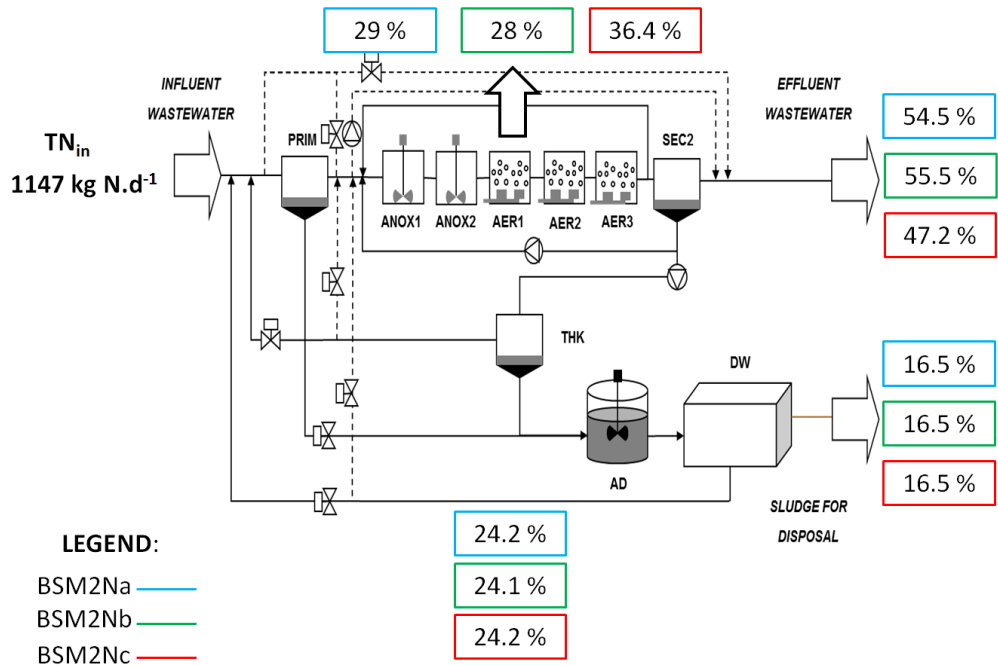 29 %
28 %
36.4 %
INFLUENT
WASTEWATER
EFFLUENT
WASTEWATER
TNin
1147 kg N.d-1
PRIM
SEC2
54.5 %
55.5 %
47.2 %
ANOX1
ANOX2
AER1
AER2
AER3
THK
DW
AD
16.5 %
16.5 %
16.5 %
SLUDGE FOR
DISPOSAL
24.2 %
24.1 %
24.2 %
LEGEND:
BSM2Na
BSM2Nb
BSM2Nc